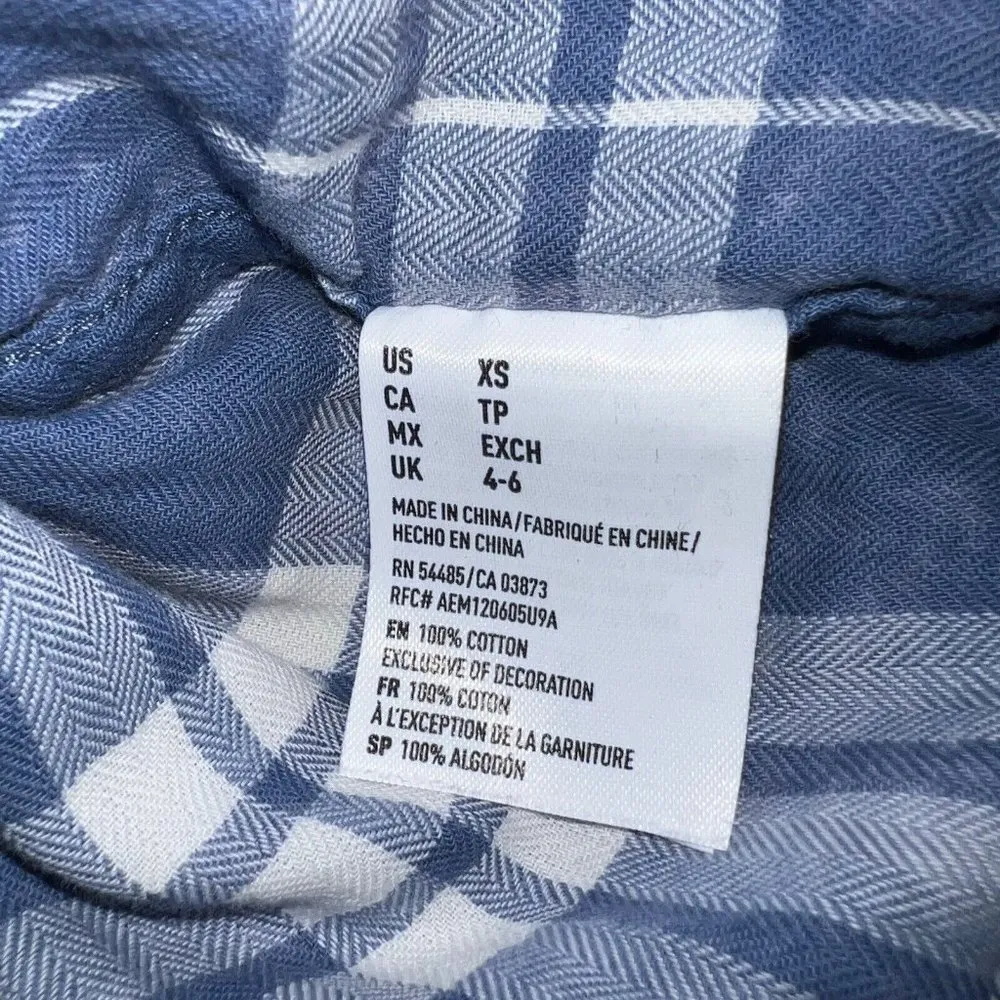 US XS
CA TP
MX EXCH
UK 4-6
MADE IN CHINA/FABRIQUÉ EN CHINE/
HECHO EN CHINA
RN 54485/CA 03873
RFC# AEM120605U9A
EN 100% COTTON
EXCLUSIVE OF DECORATION
FR 100% COTON
À L'EXCEPTION DE LA GARNITURE
SP 100% ALGODÓN